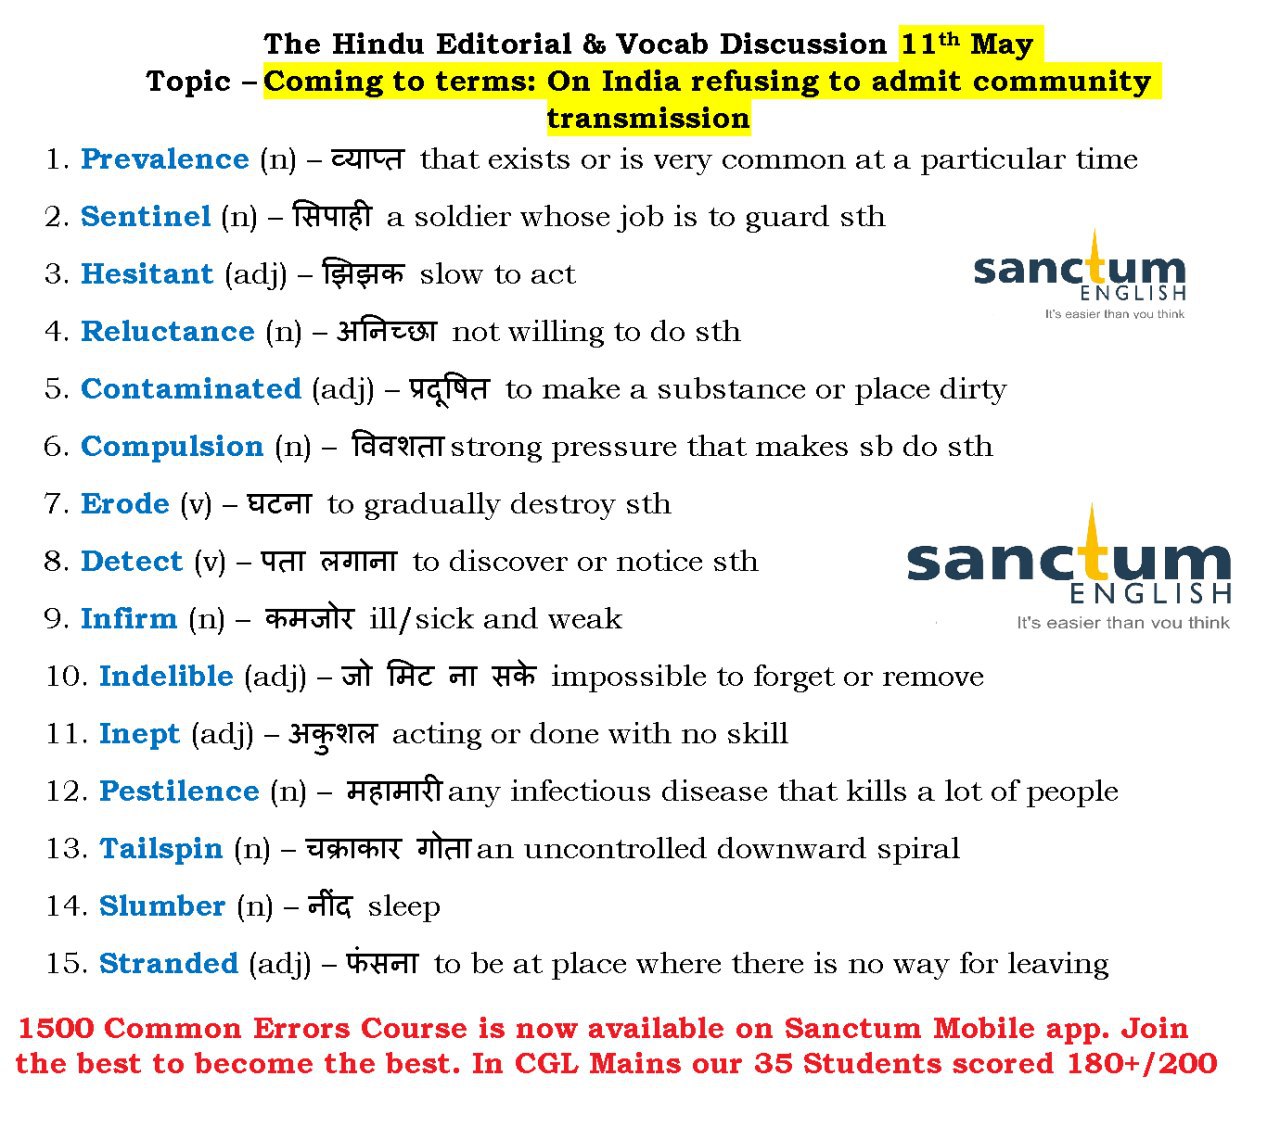 The Hindu Editorial & Vocab Discussion 11th May
Topic – Coming to terms: On India refusing to admit community
transmission
1. Prevalence (n) – व्याप्त that exists or is very common at a particular time
2. Sentinel (n) – सिपाही a soldier whose job is to guard sth
sanctum
ENGLISH
It's easier than you think
3. Hesitant (adj) – झिझक slow to act
4. Reluctance (n) – अनिच्छा not willing to do sth
5. Contaminated (adj) – प्रदूषित to make a substance or place dirty
6. Compulsion (n) – विवशता strong pressure that makes sb do sth
7. Erode (v) – घटना to gradually destroy sth
8. Detect (v) – पता लगाना to discover or notice sth
sanctum
ENGLISH
It's easier than you think
9. Infirm (n) – कमजोर ill/sick and weak
10. Indelible (adj) – जो मिट ना सके impossible to forget or remove
11. Inept (adj) – अकुशल acting or done with no skill
12. Pestilence (n) – महामारी any infectious disease that kills a lot of people
13. Tailspin (n) – चक्राकार गोता an uncontrolled downward spiral
14. Slumber (n) – नींद sleep
15. Stranded (adj) – फंसना to be at place where there is no way for leaving
1500 Common Errors Course is now available on Sanctum Mobile app. Join
the best to become the best. In CGL Mains our 35 Students scored 180+/200